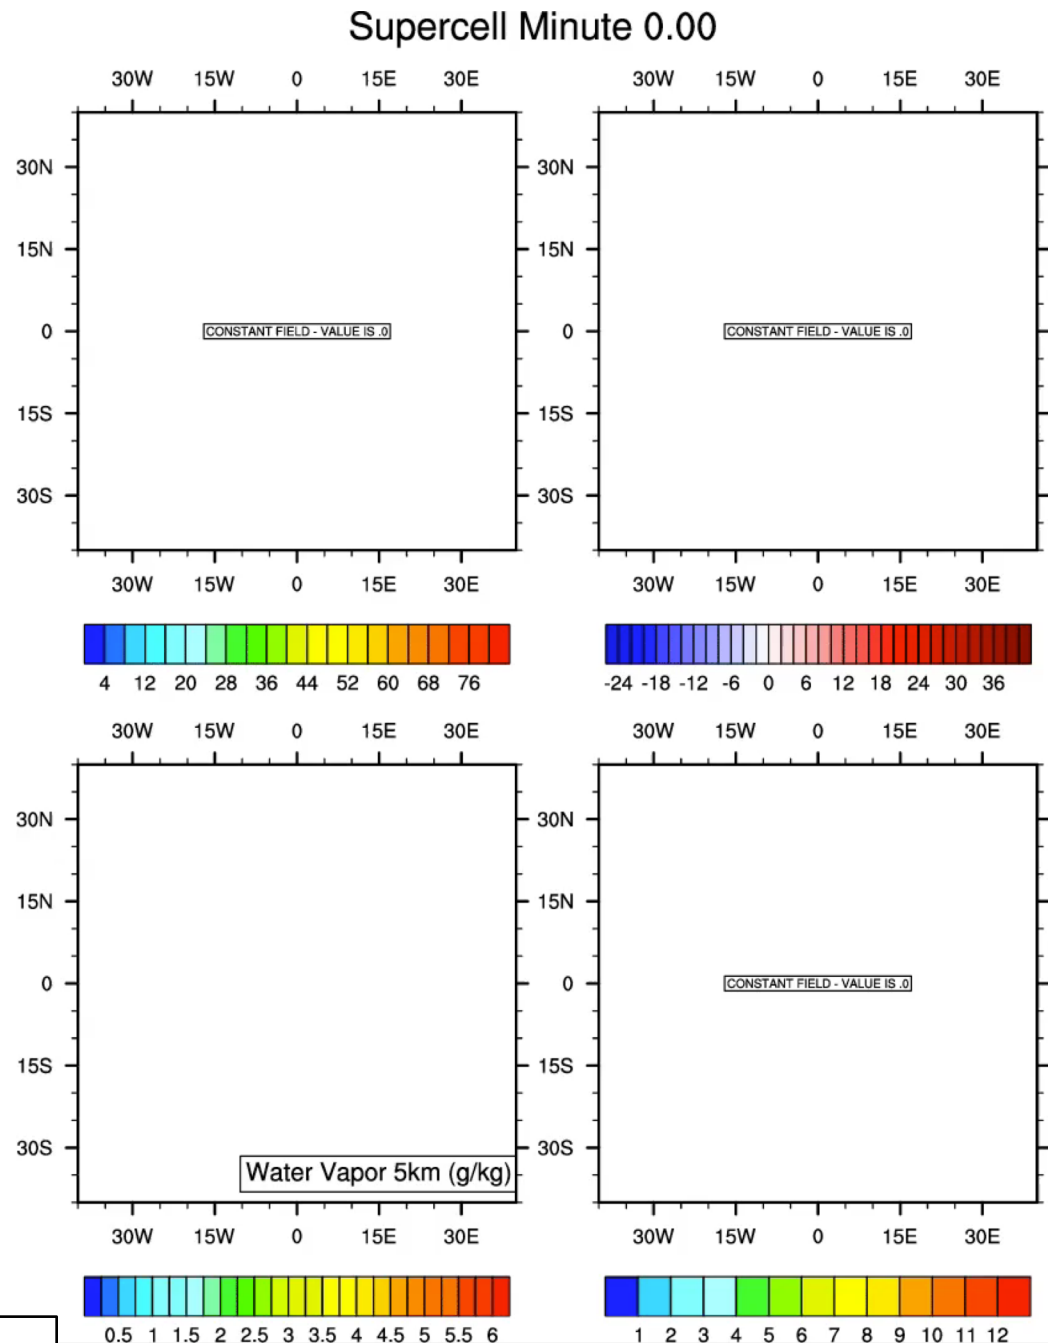 Supercell Minute 0.00
30W 15W 0 15E 30E
30W 15W 0 15E 30E
30N
15N
0
15S
30S
CONSTANT FIELD - VALUE IS .0
30N
15N
0
15S
30S
CONSTANT FIELD - VALUE IS .0
30W 15W 0 15E 30E
30W 15W 0 15E 30E
4 12 20 28 36 44 52 60 68 76
-24 -18 -12 -6 0 6 12 18 24 30 36
30W 15W 0 15E 30E
30W 15W 0 15E 30E
30N
15N
0
15S
30S
Water Vapor 5km (g/kg)
30N
15N
0
15S
30S
CONSTANT FIELD - VALUE IS .0
30W 15W 0 15E 30E
30W 15W 0 15E 30E
0.5 1 1.5 2 2.5 3 3.5 4 4.5 5 5.5 6
1 2 3 4 5 6 7 8 9 10 11 12